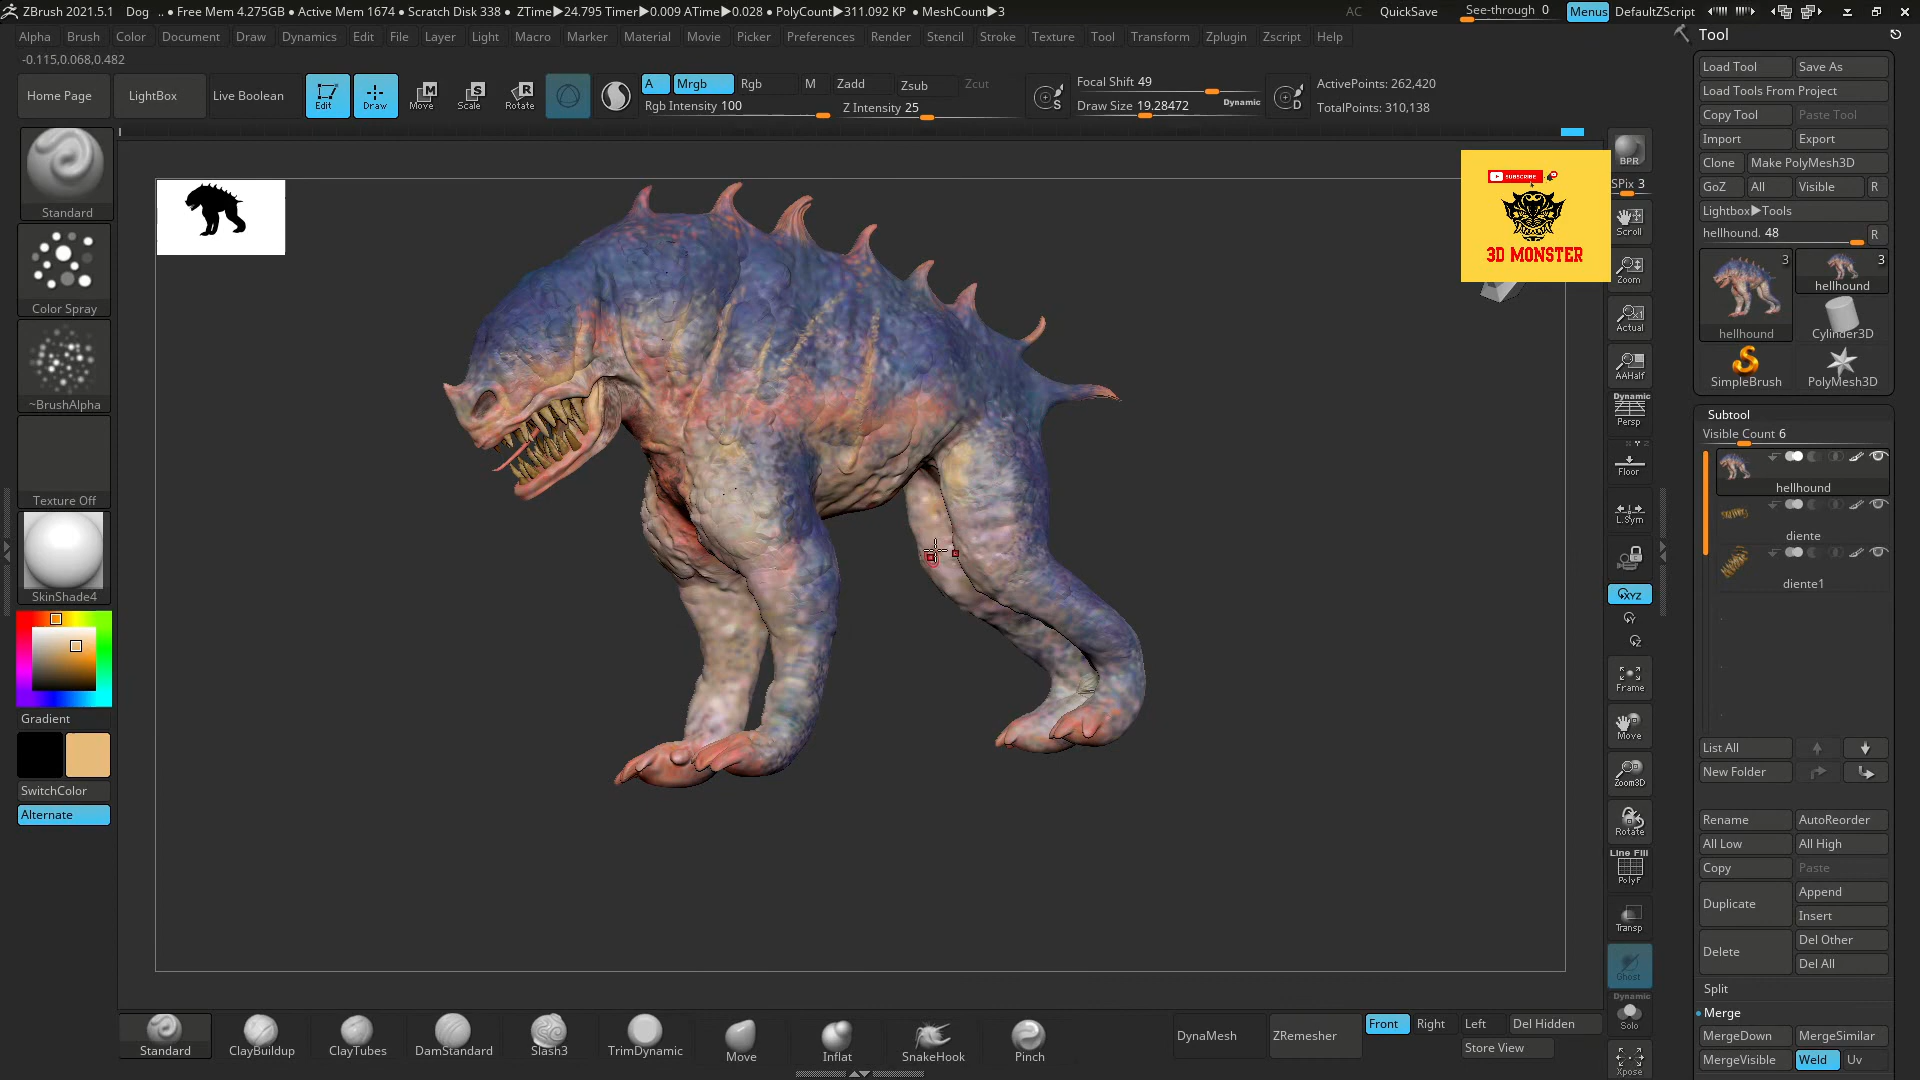 ZBrush 2021.5.1 Dog .. • Free Mem 4.275GB • Active Mem 1674 • Scratch Disk 338 • ZTime▶24.795 Timer▶0.009 ATime▶0.028 • PolyCount▶311.092 KP • MeshCount▶3 AC QuickSave See-through 0 Menus DefaultZScript
Alpha Brush Color Document Draw Dynamics Edit File Layer Light Macro Marker Material Movie Picker Preferences Render Stencil Stroke Texture Tool Transform Zplugin Zscript Help
-0.115,0.068,0.482
Home Page LightBox Live Boolean Edit Draw Move Scale Rotate
A Mrgb Rgb M Zadd Zsub Zcut
Rgb Intensity 100 Z Intensity 25
S Focal Shift 49
Draw Size 19.28472 Dynamic D
ActivePoints: 262,420
TotalPoints: 310,138
Standard
Color Spray
~BrushAlpha
Texture Off
SkinShade4
Gradient
SwitchColor
Alternate
SUBSCRIBE
3D MONSTER
BPR
SPix 3
Scroll
Zoom
Actual
AAHalf
Dynamic
Persp
Floor
L.Sym
XYZ
Y
Z
Frame
Move
Zoom3D
Rotate
Line Fill
PolyF
Transp
Ghost
Dynamic
Solo
Xpose
Tool
Load Tool Save As
Load Tools From Project
Copy Tool Paste Tool
Import Export
Clone Make PolyMesh3D
GoZ All Visible R
Lightbox▶Tools
hellhound. 48 R
3 3
hellhound
Cylinder3D
hellhound
SimpleBrush PolyMesh3D
Subtool
Visible Count 6
hellhound
diente
diente1
List All
New Folder
Rename AutoReorder
All Low All High
Copy Paste
Duplicate Append
Insert
Delete Del Other
Del All
Split
Merge
MergeDown MergeSimilar
MergeVisible Weld Uv
Standard ClayBuildup ClayTubes DamStandard Slash3 TrimDynamic Move Inflat SnakeHook Pinch
DynaMesh ZRemesher Front Right Left Del Hidden
Store View